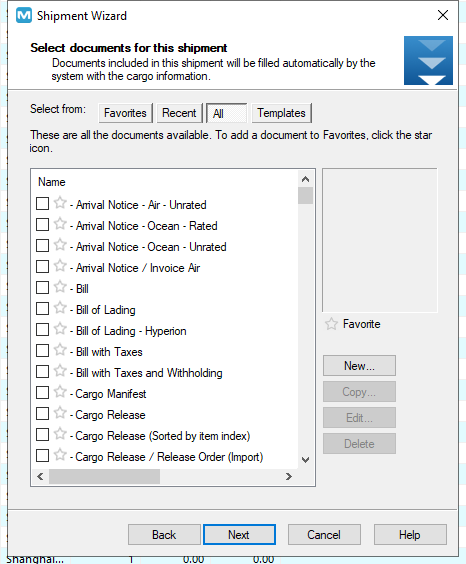 Shipment Wizard
Select documents for this shipment
Documents included in this shipment will be filled automatically by the
system with the cargo information.
Select from: Favorites Recent All Templates
These are all the documents available. To add a document to Favorites, click the star
icon.
Name
- Arrival Notice - Air - Unrated
- Arrival Notice - Ocean - Rated
- Arrival Notice - Ocean - Unrated
- Arrival Notice / Invoice Air
- Bill
- Bill of Lading
- Bill of Lading - Hyperion
- Bill with Taxes
- Bill with Taxes and Withholding
- Cargo Manifest
- Cargo Release
- Cargo Release (Sorted by item index)
- Cargo Release / Release Order (Import)
Favorite
New...
Copy...
Edit...
Delete
Back Next Cancel Help
Shanghai... 1 0.00 0.00